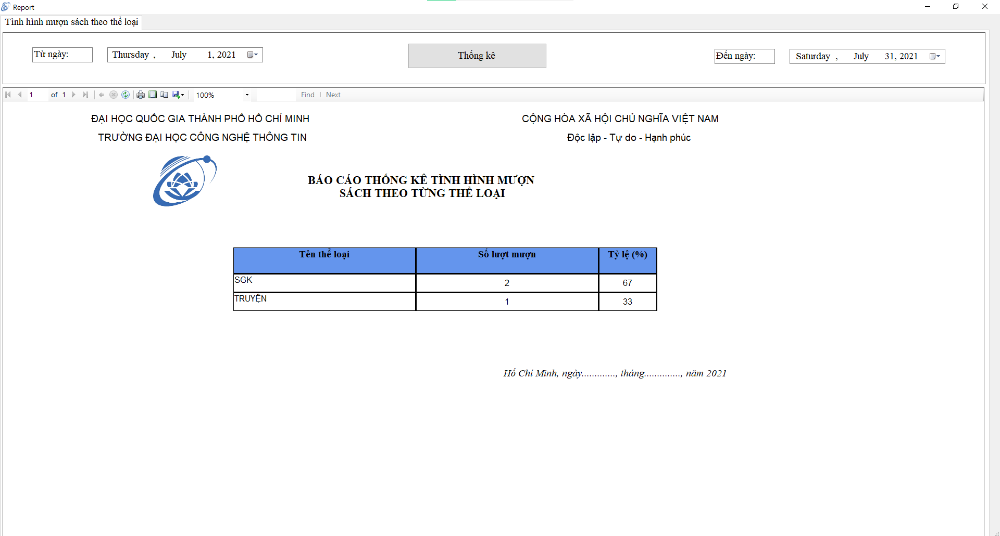 Report
Tình hình mượn sách theo thể loại
Từ ngày: Thursday , July 1, 2021 Thống kê Đến ngày: Saturday , July 31, 2021
1 of 1 100% Find Next
ĐẠI HỌC QUỐC GIA THÀNH PHỐ HỒ CHÍ MINH CỘNG HÒA XÃ HỘI CHỦ NGHĨA VIỆT NAM
TRƯỜNG ĐẠI HỌC CÔNG NGHỆ THÔNG TIN Độc lập - Tự do - Hạnh phúc
BÁO CÁO THỐNG KÊ TÌNH HÌNH MƯỢN
SÁCH THEO TỪNG THỂ LOẠI
Tên thể loại Số lượt mượn Tỷ lệ (%)
SGK 2 67
TRUYỆN 1 33
Hồ Chí Minh, ngày............., tháng.............., năm 2021